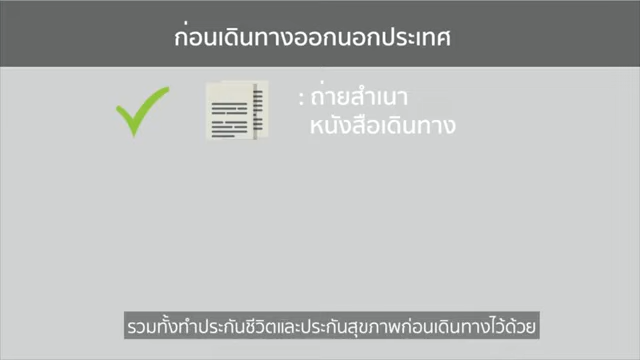 ก่อนเดินทางออกนอกประเทศ
: ถ่ายสำเนา
หนังสือเดินทาง
รวมทั้งทำประกันชีวิตและประกันสุขภาพก่อนเดินทางไว้ด้วย